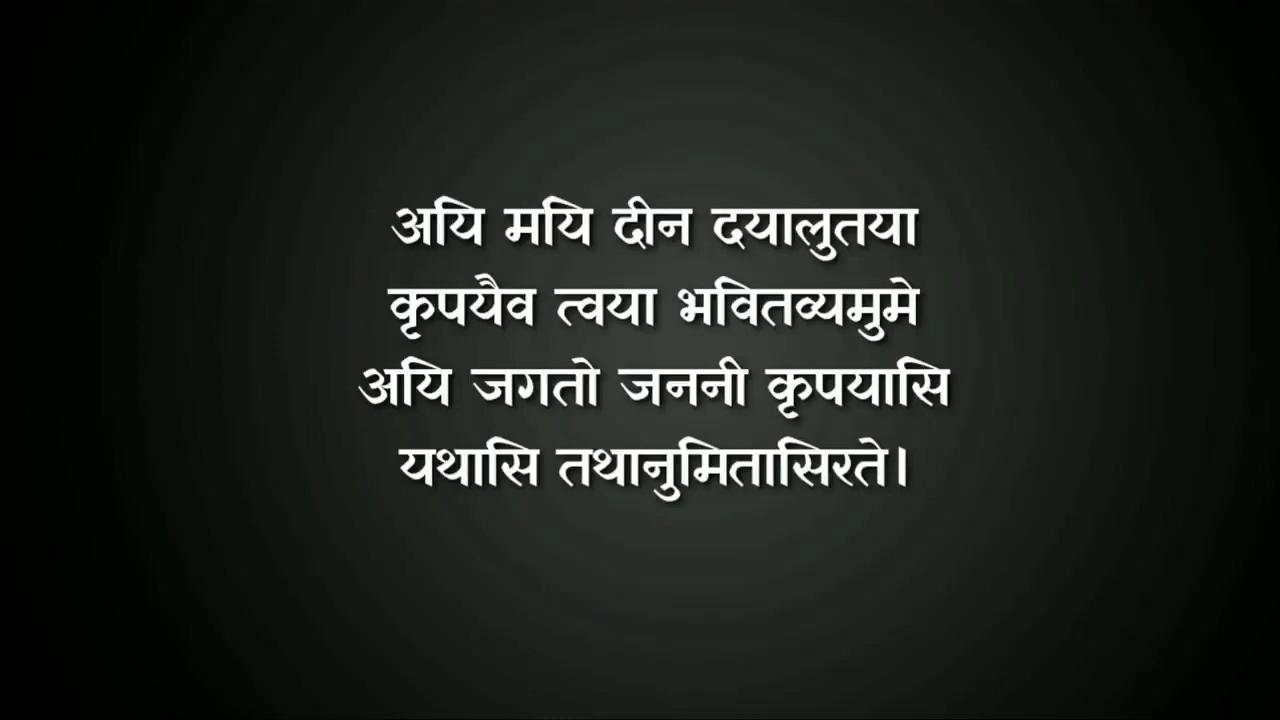 अयि मयि दीन दयालुतया
कृपयैव त्वया भवितव्यमुमे
अयि जगतो जननी कृपयासि
यथासि तथानुमितासिरते।